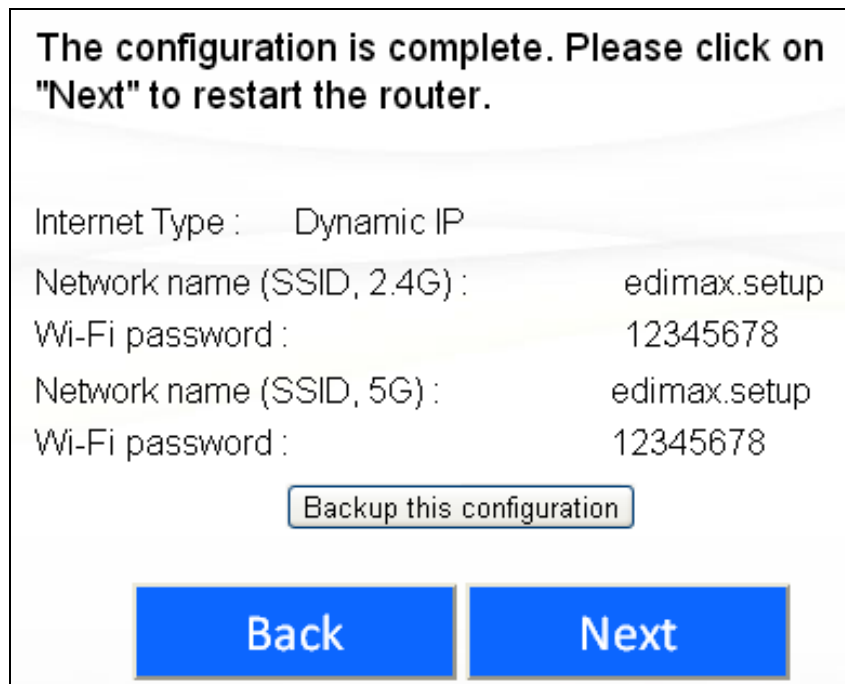 The configuration is complete. Please click on
"Next" to restart the router.
Internet Type : Dynamic IP
Network name (SSID, 2.4G) : edimax.setup
Wi-Fi password : 12345678
Network name (SSID, 5G) : edimax.setup
Wi-Fi password : 12345678
Backup this configuration
Back Next